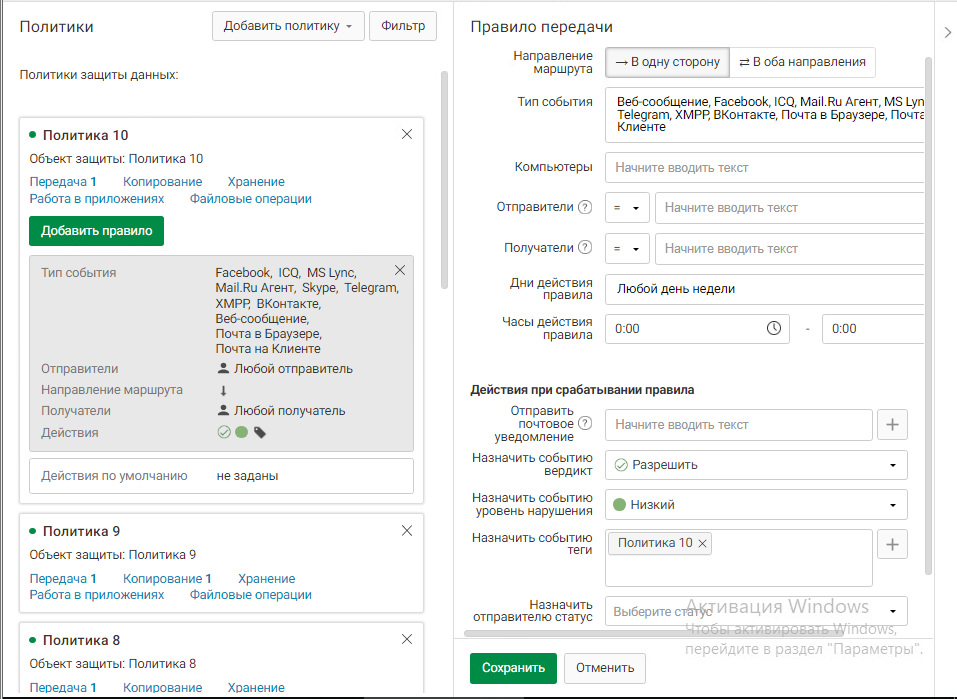 Политики
Добавить политику
Фильтр
Политики защиты данных:
Политика 10
Объект защиты: Политика 10
Передача 1 Копирование Хранение
Работа в приложениях Файловые операции
Добавить правило
Тип события
Facebook, ICQ, MS Lync,
Mail.Ru Агент, Skype, Telegram,
XMPP, ВКонтакте,
Веб-сообщение,
Почта в Браузере,
Почта на Клиенте
Отправители Любой отправитель
Направление маршрута
Получатели Любой получатель
Действия
Действия по умолчанию не заданы
Политика 9
Объект защиты: Политика 9
Передача 1 Копирование 1 Хранение
Работа в приложениях Файловые операции
Политика 8
Объект защиты: Политика 8
Передача 1 Копирование Хранение
Правило передачи
Направление
маршрута
→ В одну сторону ⇄ В оба направления
Тип события
Веб-сообщение, Facebook, ICQ, Mail.Ru Агент, MS Lyn
Telegram, XMPP, ВКонтакте, Почта в Браузере, Почта
Клиенте
Компьютеры Начните вводить текст
Отправители ? = Начните вводить текст
Получатели ? = Начните вводить текст
Дни действия
правила
Любой день недели
Часы действия
правила
0:00 - 0:00
Действия при срабатывании правила
Отправить
почтовое
уведомление
? Начните вводить текст +
Назначить событию
вердикт
Разрешить
Назначить событию
уровень нарушения
Низкий
Назначить событию
теги
Политика 10 × +
Назначить
отправителю статус
Выберите статус
Активация Windows
Чтобы активировать Windows,
перейдите в раздел "Параметры".
Сохранить Отменить